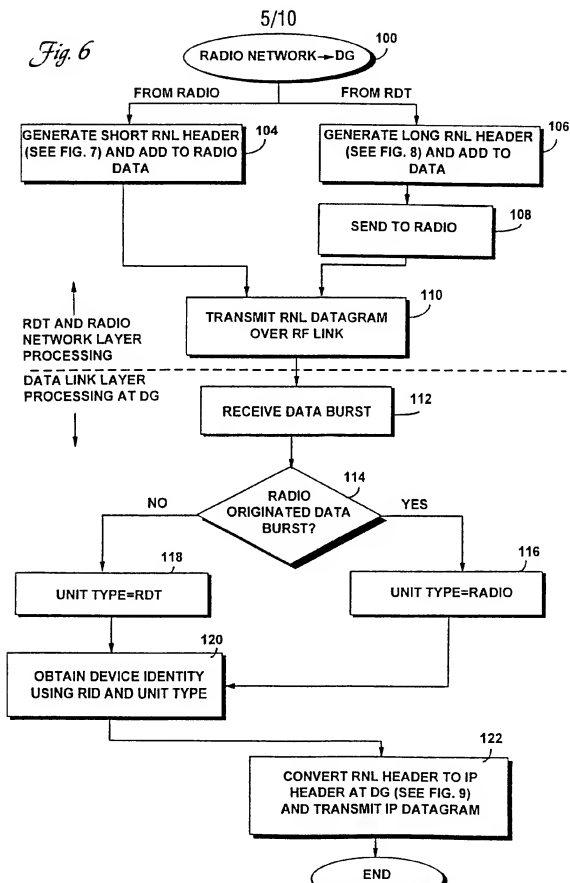 5/10
Fig. 6
RADIO NETWORK→DG
100
FROM RADIO
FROM RDT
GENERATE SHORT RNL HEADER
(SEE FIG. 7) AND ADD TO RADIO
DATA
104
GENERATE LONG RNL HEADER
(SEE FIG. 8) AND ADD TO
DATA
106
SEND TO RADIO
108
TRANSMIT RNL DATAGRAM
OVER RF LINK
110
RDT AND RADIO
NETWORK LAYER
PROCESSING
DATA LINK LAYER
PROCESSING AT DG
RECEIVE DATA BURST
112
RADIO
ORIGINATED DATA
BURST?
114
NO
YES
UNIT TYPE=RDT
118
UNIT TYPE=RADIO
116
OBTAIN DEVICE IDENTITY
USING RID AND UNIT TYPE
120
CONVERT RNL HEADER TO IP
HEADER AT DG (SEE FIG. 9)
AND TRANSMIT IP DATAGRAM
122
END